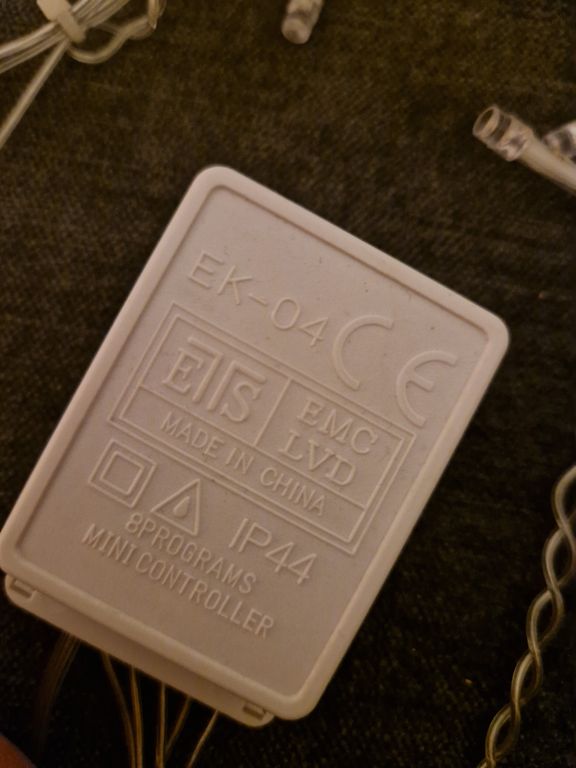 EK-04 CE
ETS EMC
LVD
MADE IN CHINA
IP44
8PROGRAMS
MINI CONTROLLER